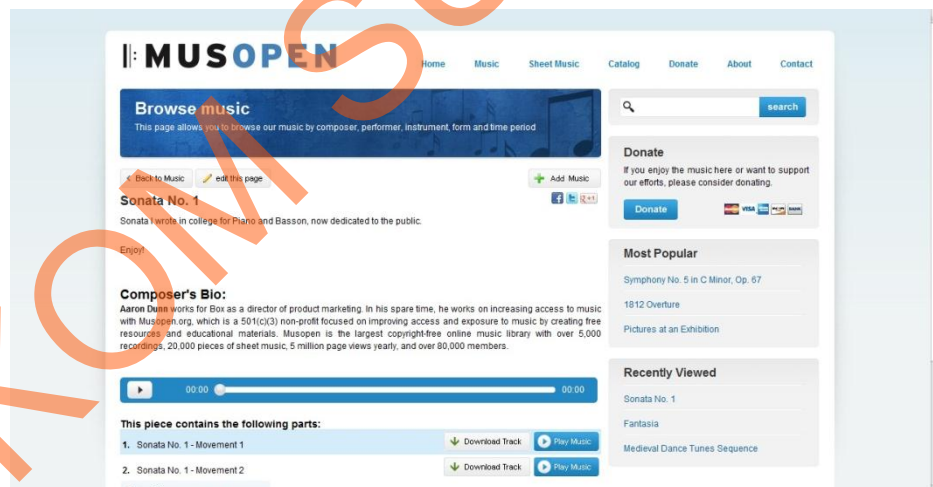 MUSOPEN
Home Music Sheet Music Catalog Donate About Contact
Browse music
This page allows you to browse our music by composer, performer, instrument, form and time period
search
Back to Music edit this page Add Music
Sonata No. 1
Sonata I wrote in college for Piano and Basson, now dedicated to the public.
Enjoy!
Composer's Bio:
Aaron Dunn works for Box as a director of product marketing. In his spare time, he works on increasing access to music
with Musopen.org, which is a 501(c)(3) non-profit focused on improving access and exposure to music by creating free
resources and educational materials. Musopen is the largest copyright-free online music library with over 5,000
recordings, 20,000 pieces of sheet music, 5 million page views yearly, and over 80,000 members.
00:00 00:00
This piece contains the following parts:
1. Sonata No. 1 - Movement 1 Download Track Play Music
2. Sonata No. 1 - Movement 2 Download Track Play Music
Donate
If you enjoy the music here or want to support
our efforts, please consider donating.
Donate VISA
Most Popular
Symphony No. 5 in C Minor, Op. 67
1812 Overture
Pictures at an Exhibition
Recently Viewed
Sonata No. 1
Fantasia
Medieval Dance Tunes Sequence
KOM